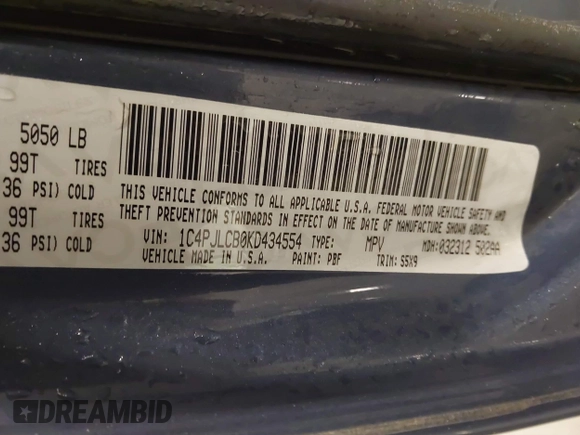 5050 LB
99T TIRES
36 PSI) COLD
99T TIRES
36 PSI) COLD
THIS VEHICLE CONFORMS TO ALL APPLICABLE U.S.A. FEDERAL MOTOR VEHICLE SAFETY AND
THEFT PREVENTION STANDARDS IN EFFECT ON THE DATE OF MANUFACTURE SHOWN ABOVE.
VIN: 1C4PJLCB0KD434554 TYPE: MPV MDH: 032312 502AA
VEHICLE MADE IN U.S.A. PAINT: PBF TRIM: S5X9
DREAMBID